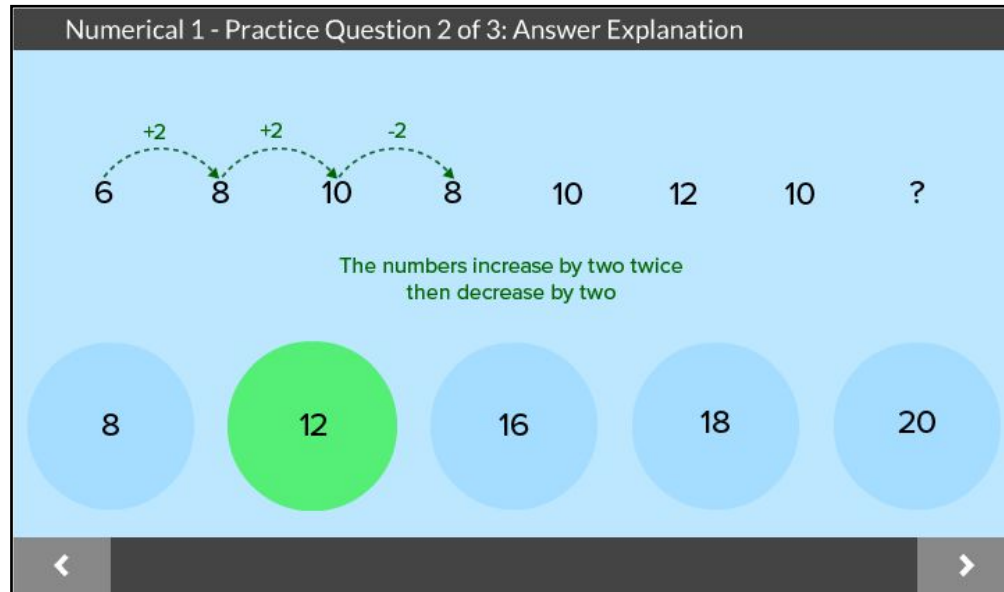 Numerical 1 - Practice Question 2 of 3: Answer Explanation
+2 +2 -2
6 8 10 8 10 12 10 ?
The numbers increase by two twice
then decrease by two
8 12 16 18 20